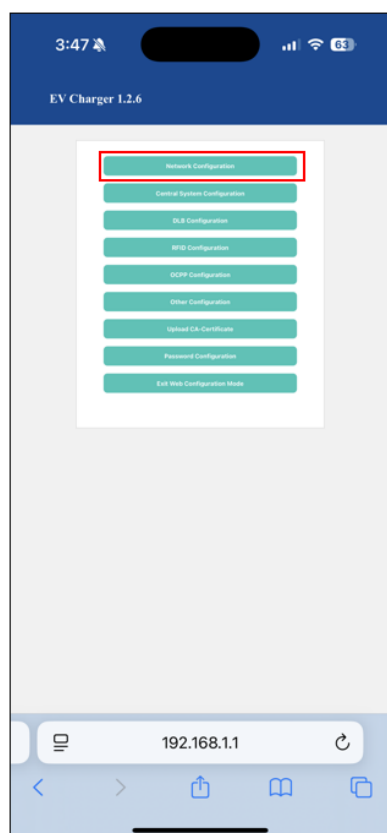 3:47
63
EV Charger 1.2.6
Network Configuration
Central System Configuration
DLB Configuration
RFID Configuration
OCPP Configuration
Other Configuration
Upload CA-Certificate
Password Configuration
Exit Web Configuration Mode
192.168.1.1